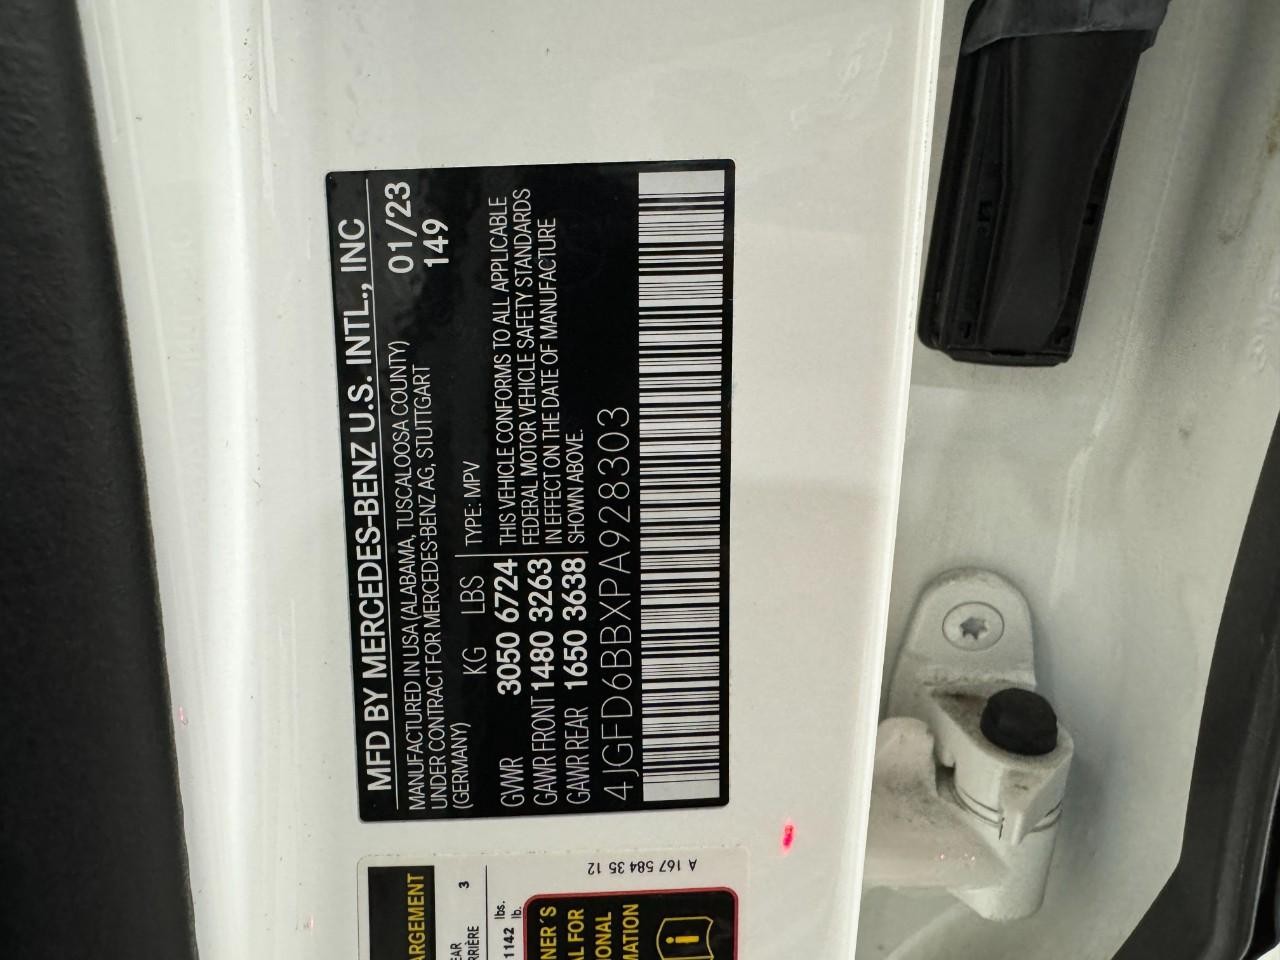 MFD BY MERCEDES-BENZ U.S. INTL., INC
MANUFACTURED IN USA (ALABAMA, TUSCALOOSA COUNTY) 01/23
UNDER CONTRACT FOR MERCEDES-BENZ AG, STUTTGART 149
(GERMANY)
KG LBS TYPE: MPV
GVWR 3050 6724 THIS VEHICLE CONFORMS TO ALL APPLICABLE
FEDERAL MOTOR VEHICLE SAFETY STANDARDS
GAWR FRONT 1480 3263 IN EFFECT ON THE DATE OF MANUFACTURE
GAWR REAR 1650 3638 SHOWN ABOVE.
4JGFD6BBXPA928303
ARGEMENT
EAR
RRIÈRE 3
1142 lbs.
lb.
NER´S
AL FOR
IONAL
MATION
A 167 584 35 12